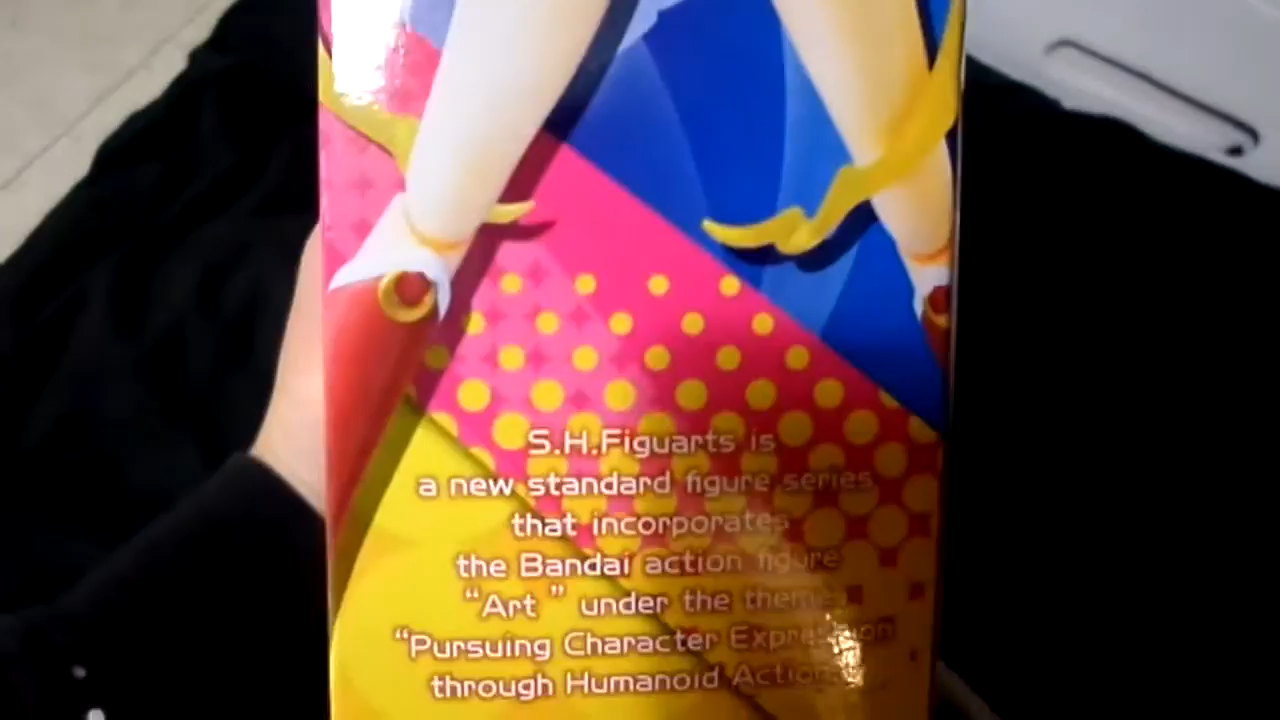 S.H.Figuarts is
a new standard figure series
that incorporates
the Bandai action figure
“Art ” under the theme
“Pursuing Character Expression
through Humanoid Action